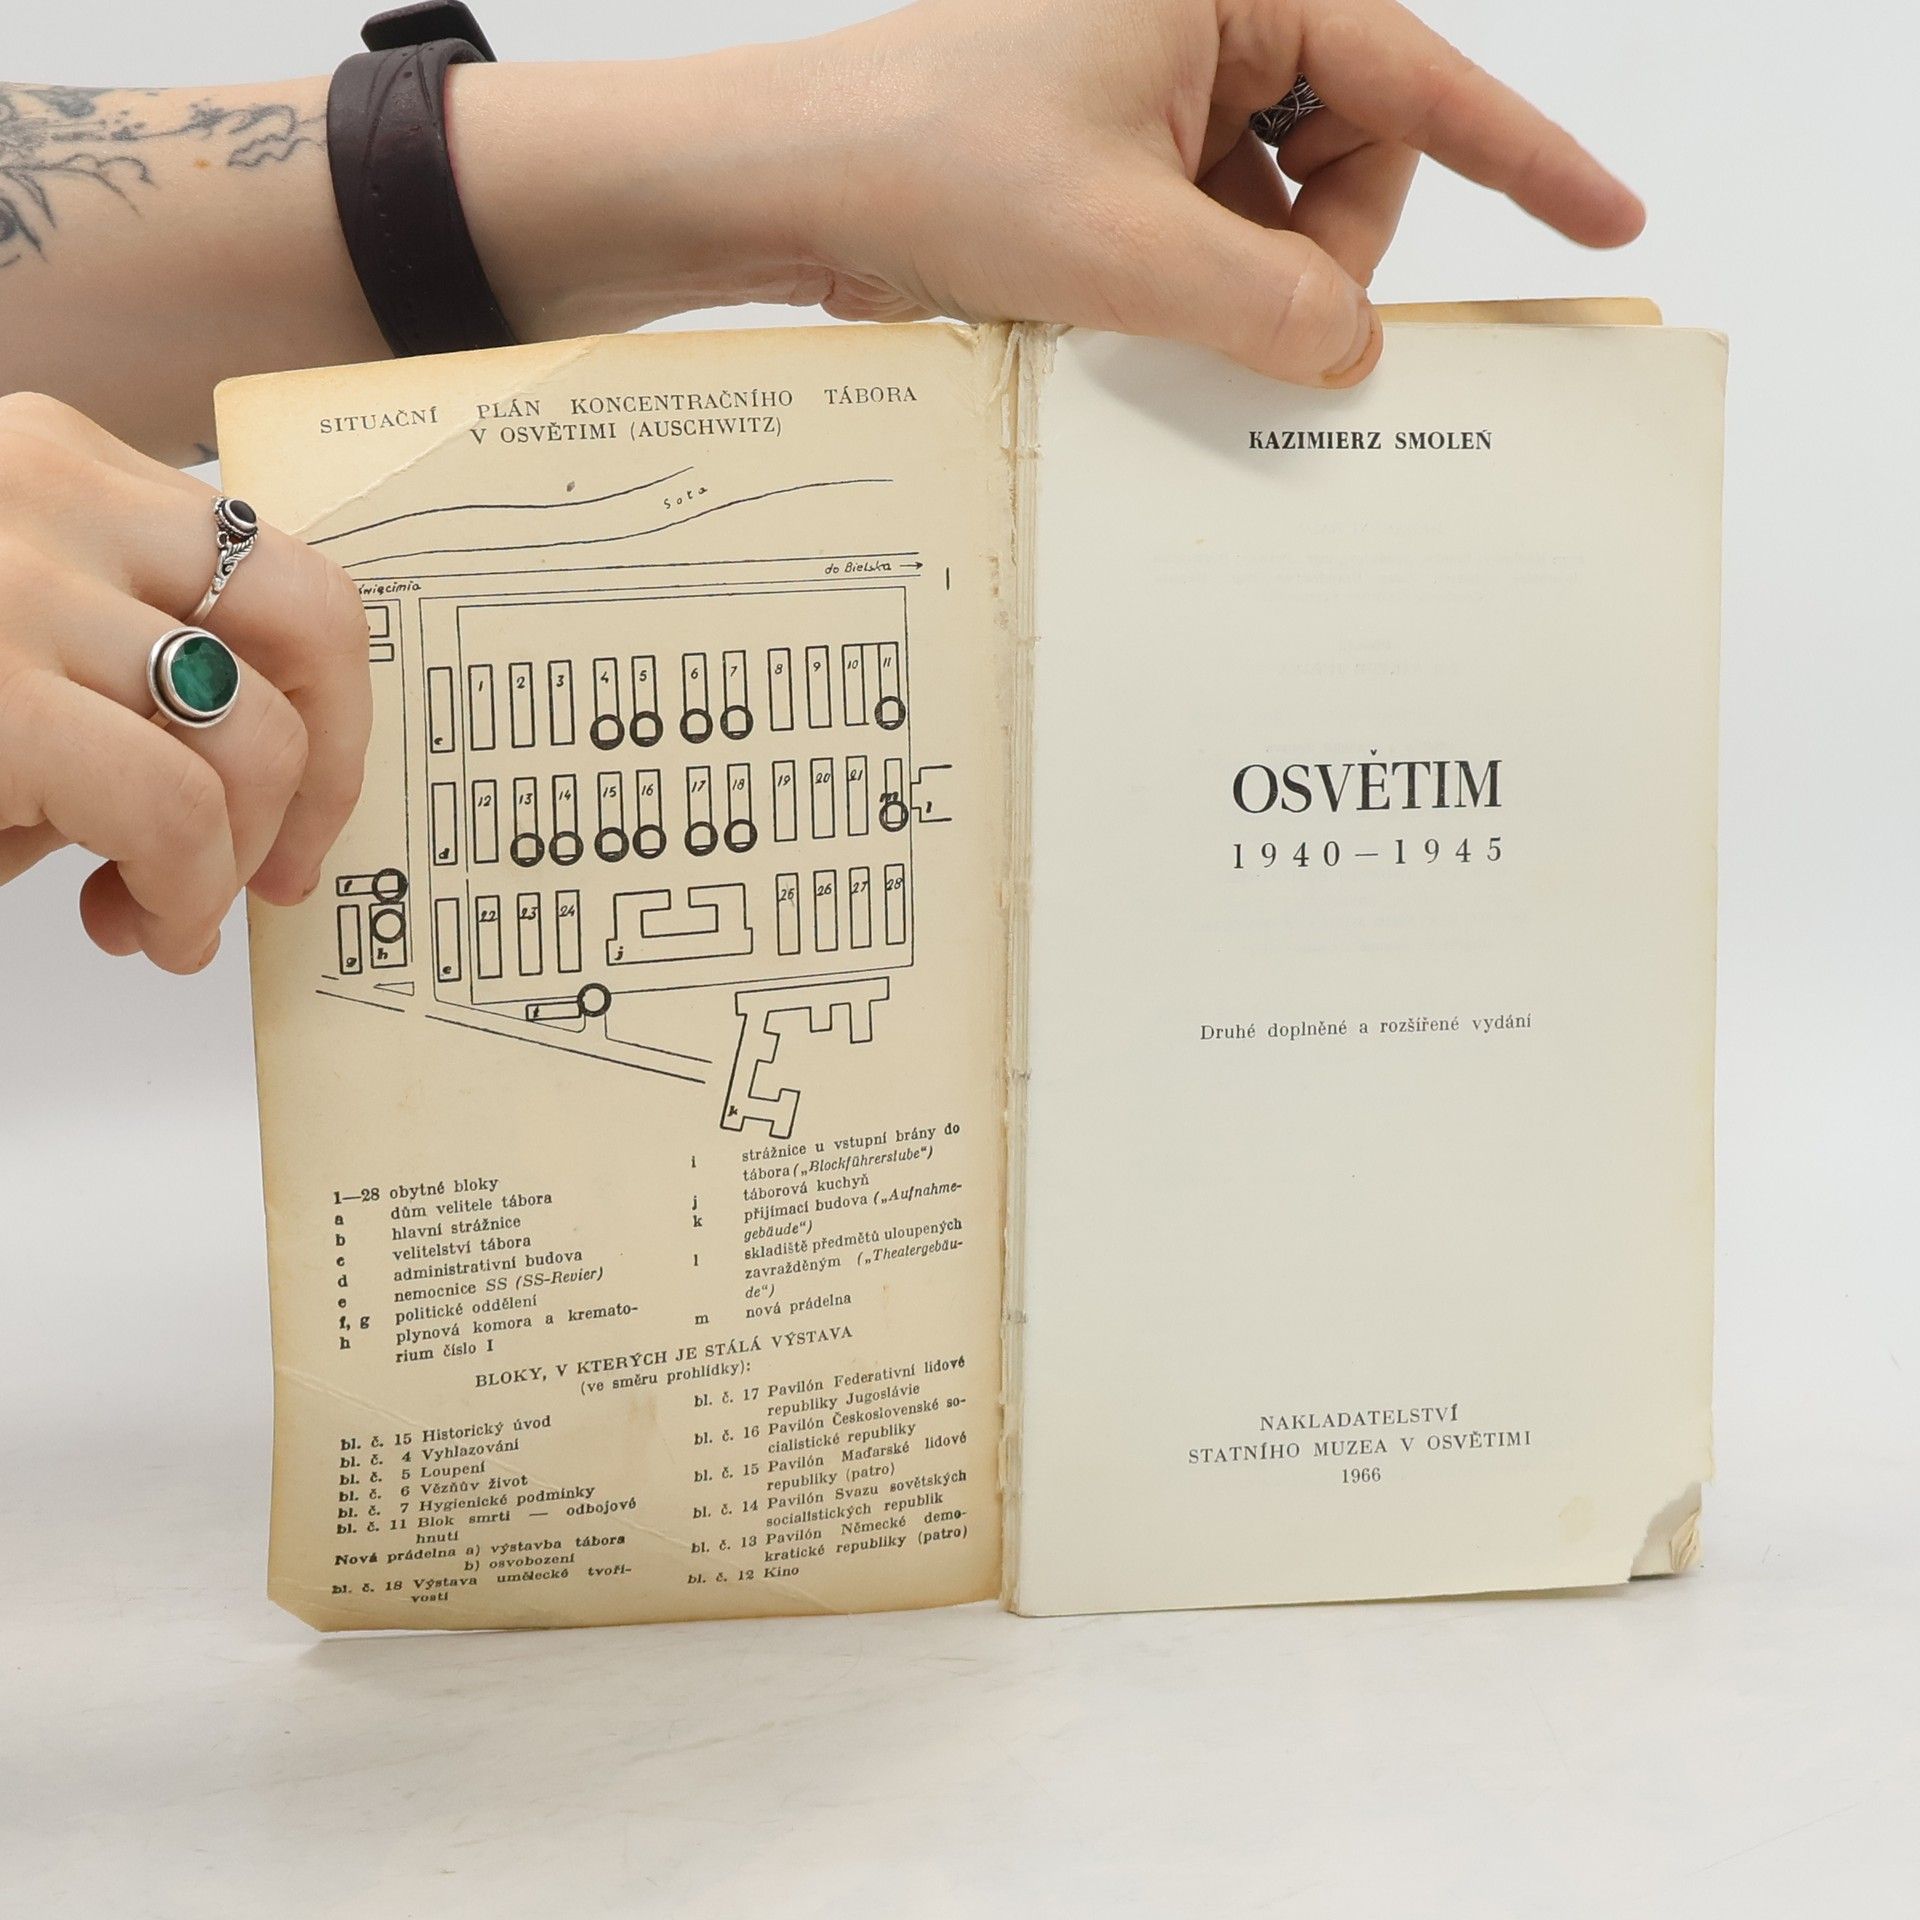 SITUAČNÍ PLÁN KONCENTRAČNÍHO TÁBORA
V OSVĚTIMI (AUSCHWITZ)
Soła
do Bielska
święcimia
1 2 3 4 5 6 7 8 9 10 11
c
12 13 14 15 16 17 18 19 20 21 m l
d
22 23 24 25 26 27 28
f
g h e j
i
k
1—28 obytné bloky
a dům velitele tábora
b hlavní strážnice
c velitelství tábora
d administrativní budova
e nemocnice SS (SS-Revier)
f, g politické oddělení
h plynová komora a kremato-
rium číslo I
i strážnice u vstupní brány do
tábora („Blockführerstube“)
j táborová kuchyň
k přijímací budova („Aufnahme-
gebäude“)
l skladiště předmětů uloupených
zavražděným („Theatergebäu-
de“)
m nová prádelna
BLOKY, V KTERÝCH JE STÁLÁ VÝSTAVA
(ve směru prohlídky):
bl. č. 15 Historický úvod
bl. č. 4 Vyhlazování
bl. č. 5 Loupení
bl. č. 6 Vězňův život
bl. č. 7 Hygienické podmínky
bl. č. 11 Blok smrti — odbojové
hnutí
Nová prádelna a) výstavba tábora
b) osvobození
bl. č. 18 Výstava umělecké tvoři-
vosti
bl. č. 17 Pavilón Federativní lidové
republiky Jugoslávie
bl. č. 16 Pavilón Československé so-
cialistické republiky
bl. č. 15 Pavilón Maďarské lidové
republiky (patro)
bl. č. 14 Pavilón Svazu sovětských
socialistických republik
bl. č. 13 Pavilón Německé demo-
kratické republiky (patro)
bl. č. 12 Kino
KAZIMIERZ SMOLEŃ
OSVĚTIM
1940—1945
Druhé doplněné a rozšířené vydání
NAKLADATELSTVÍ
STATNÍHO MUZEA V OSVĚTIMI
1966